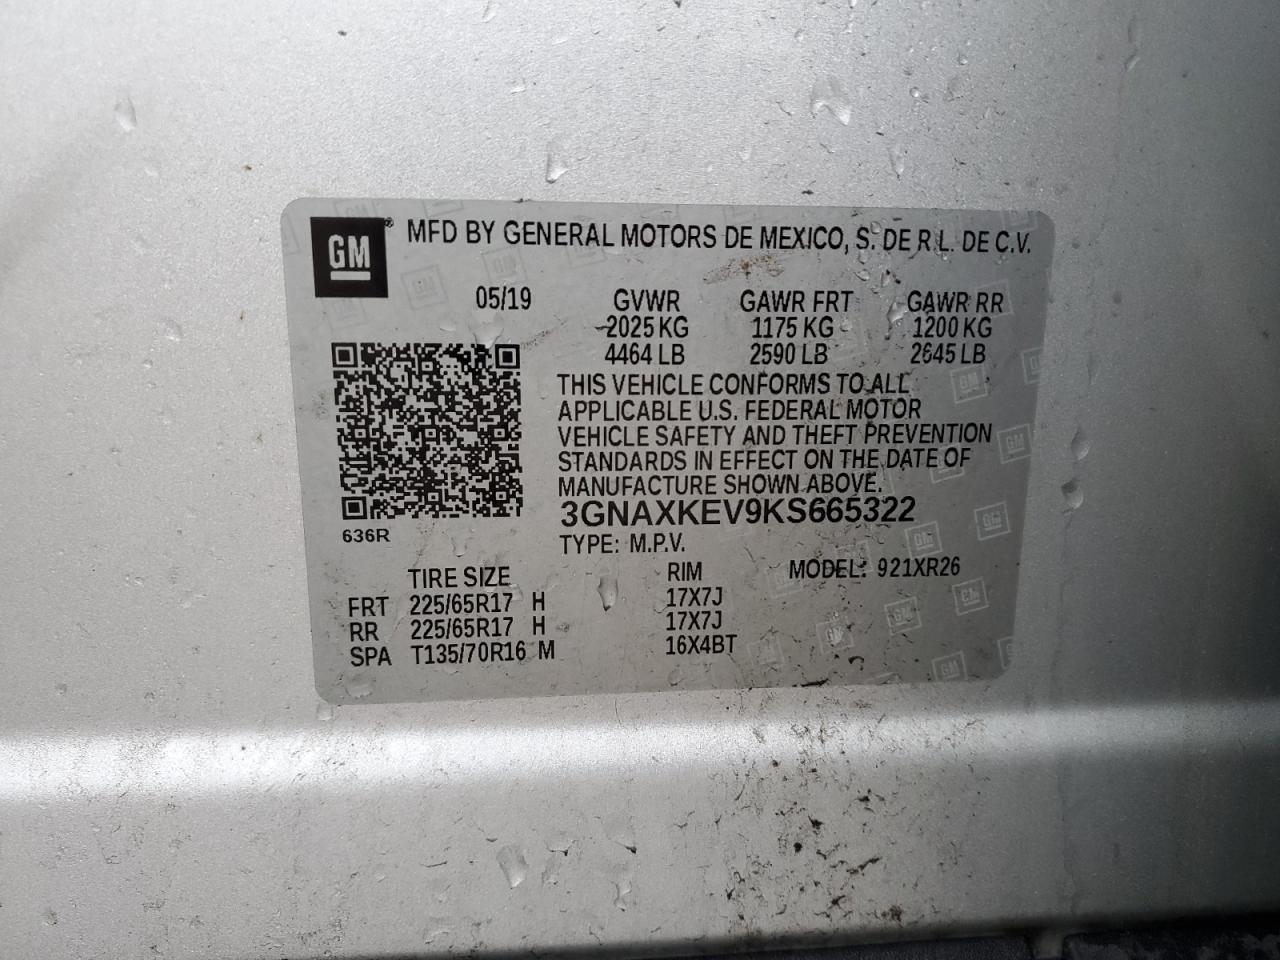 GM
MFD BY GENERAL MOTORS DE MEXICO, S. DE R.L. DE C.V.
05/19 GVWR GAWR FRT GAWR RR
2025 KG 1175 KG 1200 KG
4464 LB 2590 LB 2645 LB
THIS VEHICLE CONFORMS TO ALL
APPLICABLE U.S. FEDERAL MOTOR
VEHICLE SAFETY AND THEFT PREVENTION
STANDARDS IN EFFECT ON THE DATE OF
MANUFACTURE SHOWN ABOVE.
3GNAXKEV9KS665322
636R
TYPE: M.P.V.
TIRE SIZE RIM MODEL: 921XR26
FRT 225/65R17 H 17X7J
RR 225/65R17 H 17X7J
SPA T135/70R16 M 16X4BT